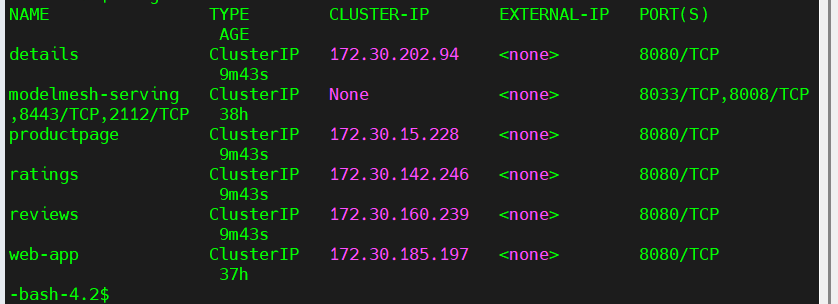 NAME TYPE CLUSTER-IP EXTERNAL-IP PORT(S)
AGE
details ClusterIP 172.30.202.94 <none> 8080/TCP
9m43s
modelmesh-serving ClusterIP None <none> 8033/TCP,8008/TCP
,8443/TCP,2112/TCP 38h
productpage ClusterIP 172.30.15.228 <none> 8080/TCP
9m43s
ratings ClusterIP 172.30.142.246 <none> 8080/TCP
9m43s
reviews ClusterIP 172.30.160.239 <none> 8080/TCP
9m43s
web-app ClusterIP 172.30.185.197 <none> 8080/TCP
37h
-bash-4.2$